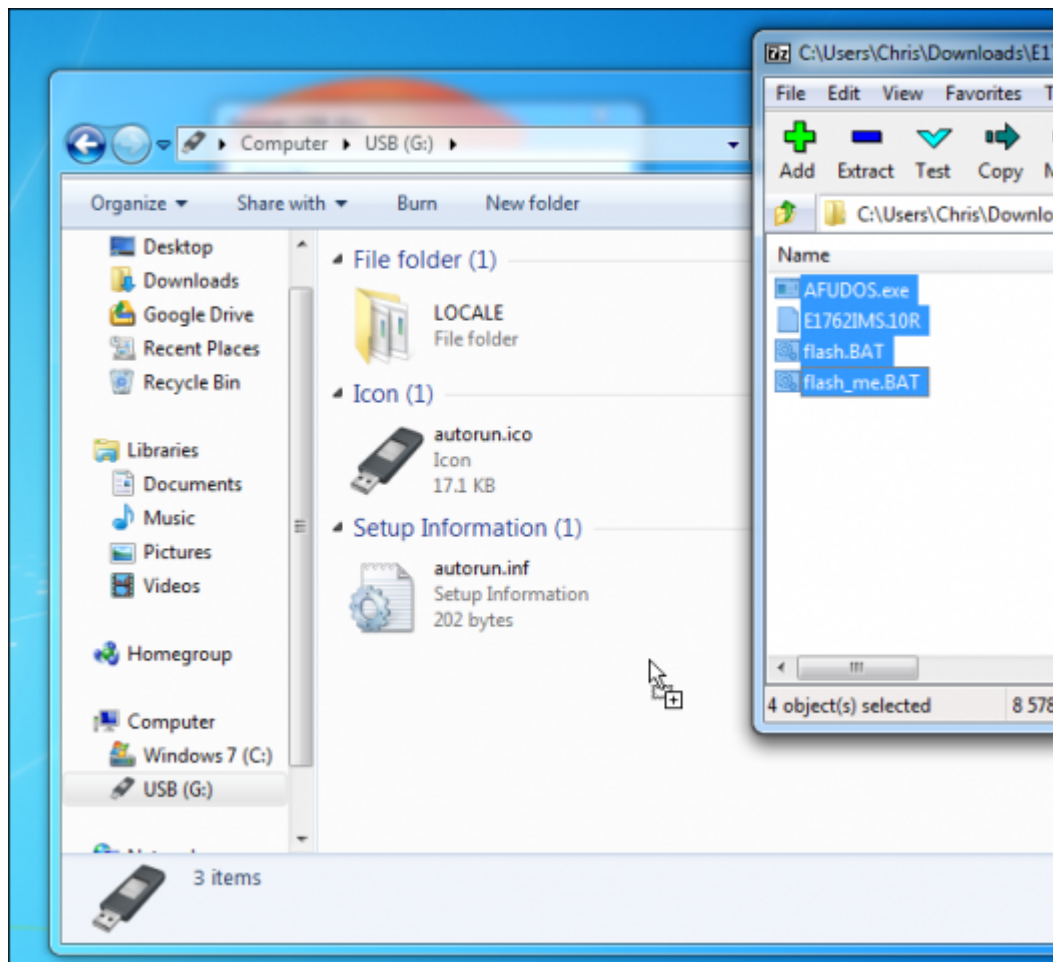 Computer ▸ USB (G:) ▸
Organize Share with Burn New folder
Desktop
Downloads
Google Drive
Recent Places
Recycle Bin
Libraries
Documents
Music
Pictures
Videos
Homegroup
Computer
Windows 7 (C:)
USB (G:)
File folder (1)
LOCALE
File folder
Icon (1)
autorun.ico
Icon
17.1 KB
Setup Information (1)
autorun.inf
Setup Information
202 bytes
3 items
7z C:\Users\Chris\Downloads\E1
File Edit View Favorites T
Add Extract Test Copy M
C:\Users\Chris\Downlo
Name
AFUDOS.exe
E1762IMS.10R
flash.BAT
flash_me.BAT
4 object(s) selected 8 578